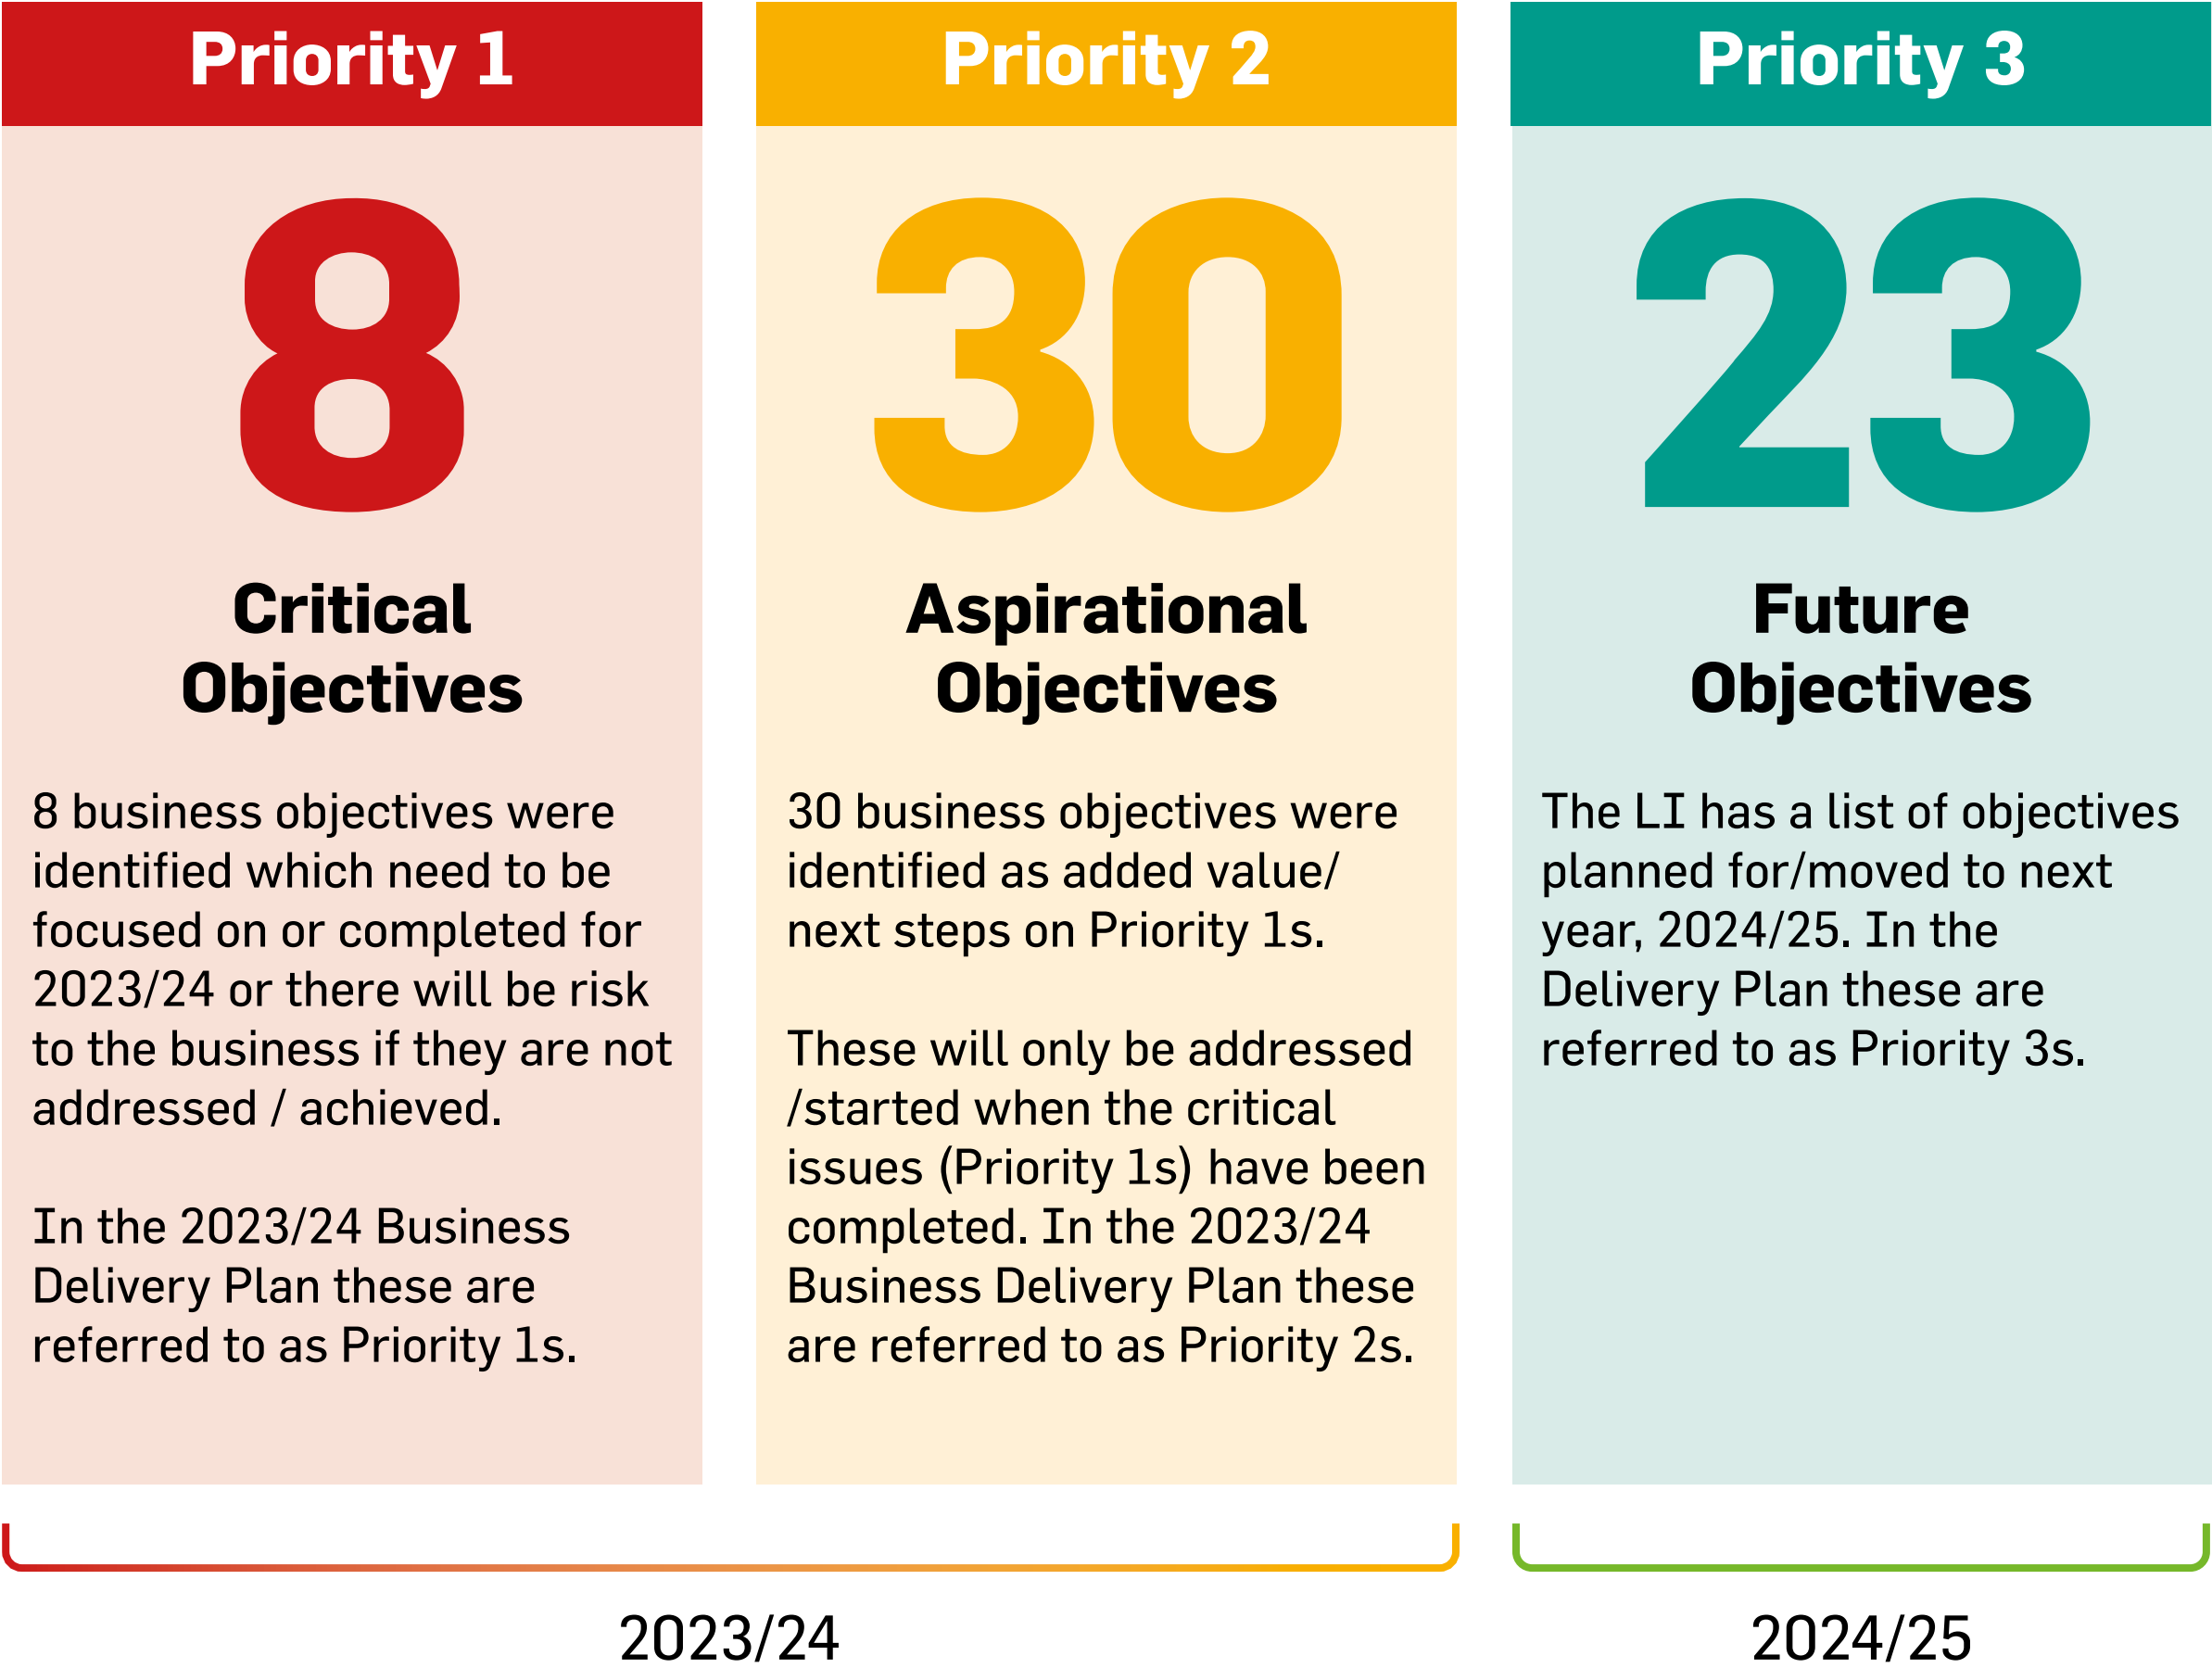 Priority 1
8
Critical
Objectives
8 business objectives were
identified which need to be
focused on or completed for
2023/24 or there will be risk
to the business if they are not
addressed / achieved.
In the 2023/24 Business
Delivery Plan these are
referred to as Priority 1s.
Priority 2
30
Aspirational
Objectives
30 business objectives were
identified as added value/
next steps on Priority 1s.
These will only be addressed
/started when the critical
issues (Priority 1s) have been
completed. In the 2023/24
Business Delivery Plan these
are referred to as Priority 2s.
Priority 3
23
Future
Objectives
The LI has a list of objectives
planned for/moved to next
year, 2024/25. In the
Delivery Plan these are
referred to as Priority 3s.
2023/24
2024/25